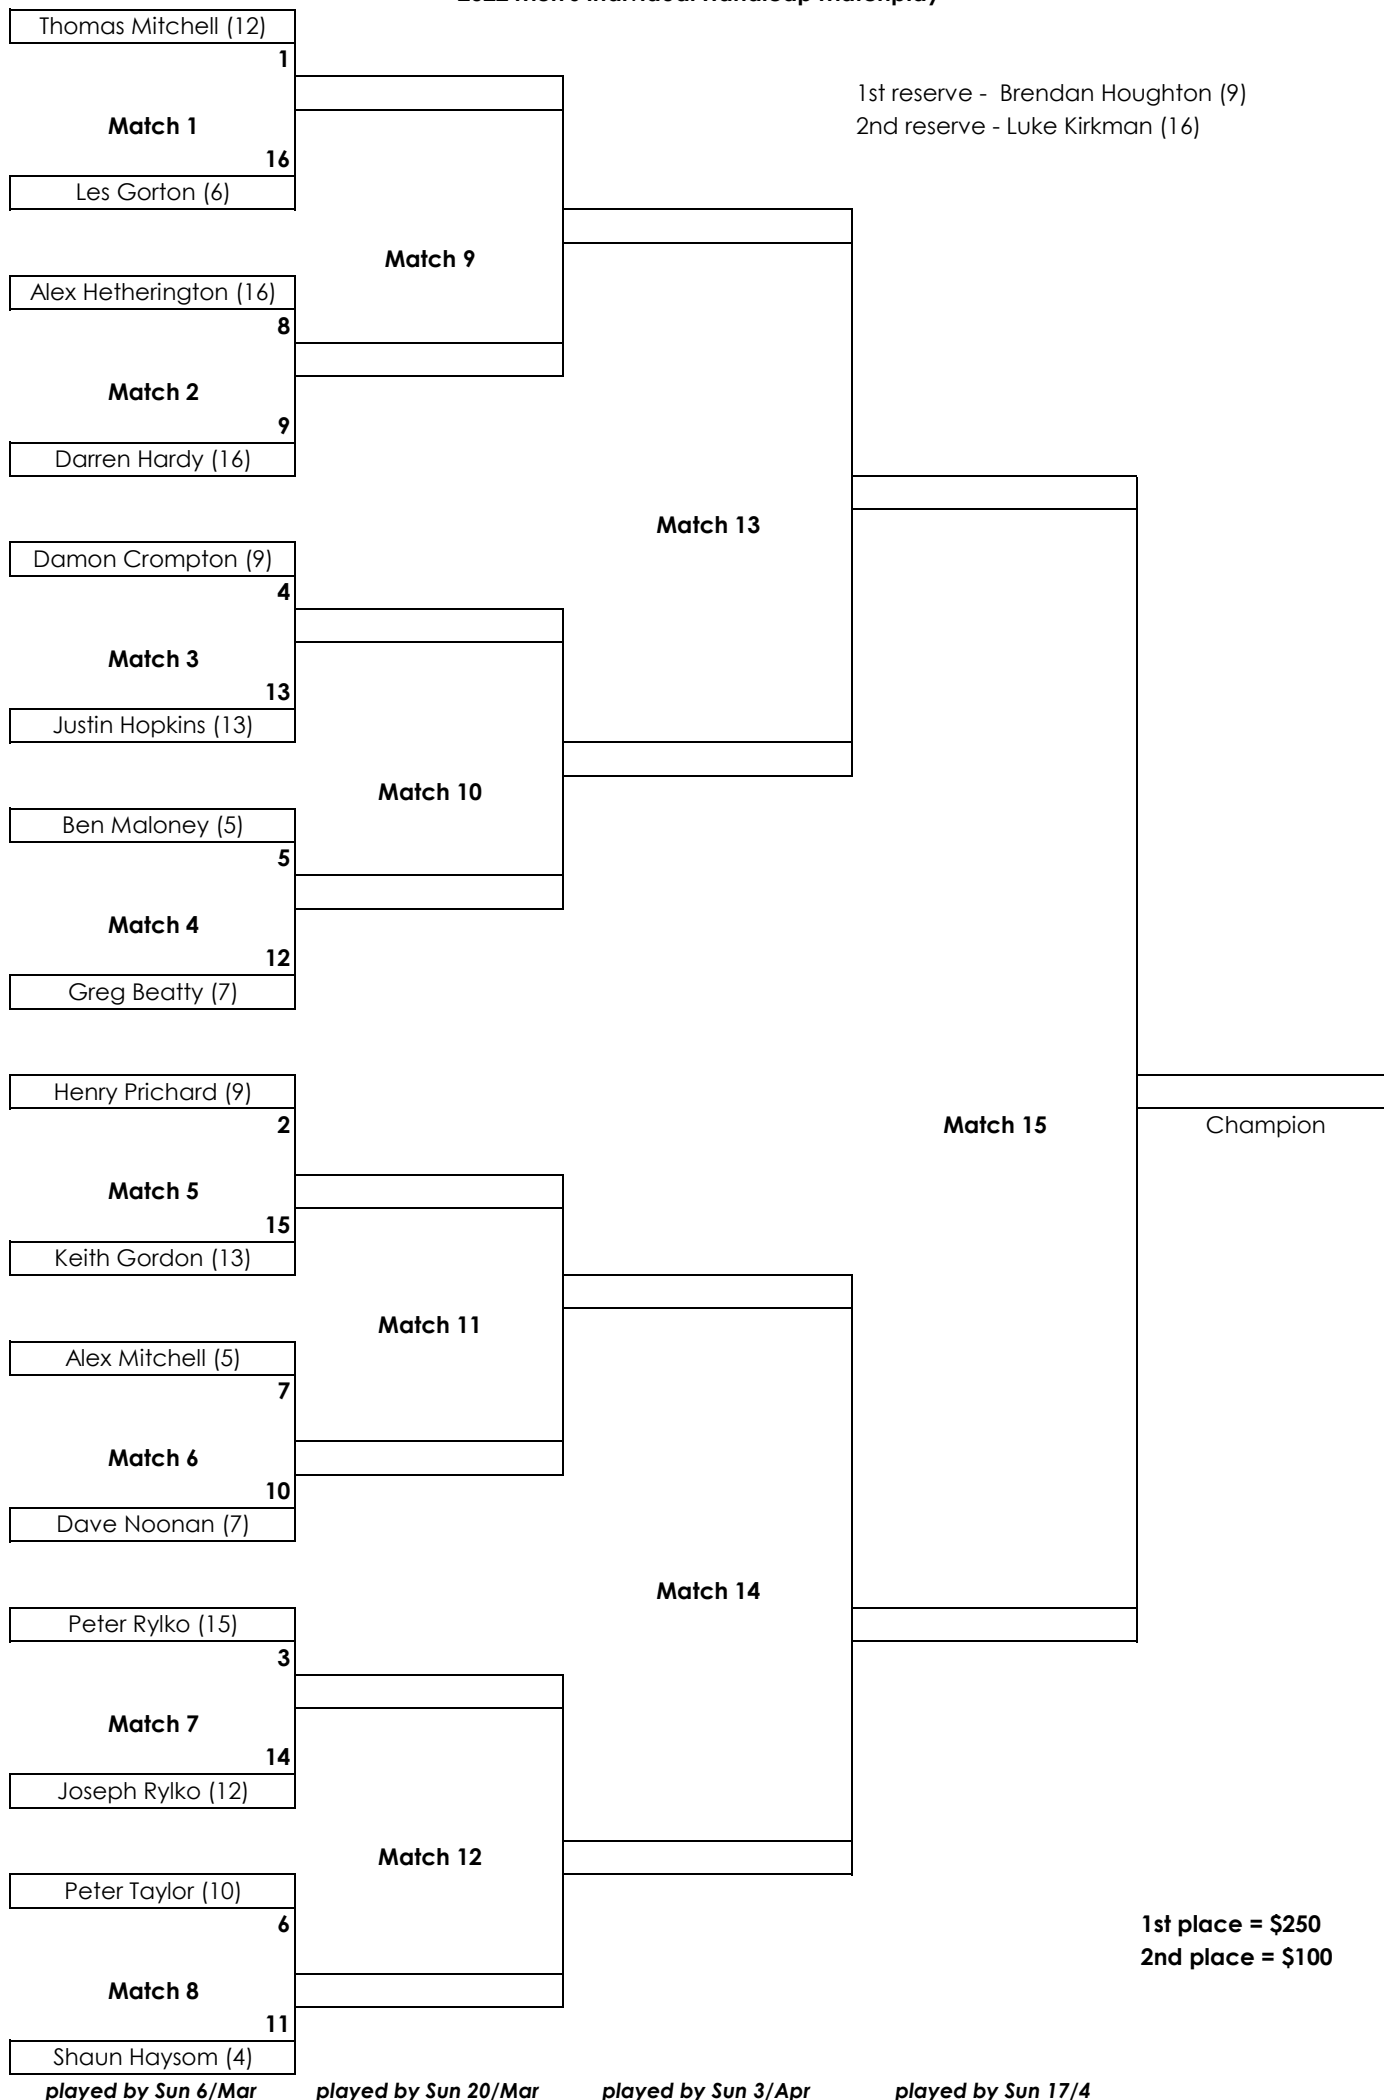 2022 Men's Individual Handicap Matchplay
Thomas Mitchell (12)
1
1st reserve - Brendan Houghton (9)
Match 1
2nd reserve - Luke Kirkman (16)
16
Les Gorton (6)
Match 9
Alex Hetherington (16)
8
Match 2
9
Darren Hardy (16)
Match 13
Damon Crompton (9)
4
Match 3
13
Justin Hopkins (13)
Match 10
Ben Maloney (5)
5
Match 4
12
Greg Beatty (7)
Henry Prichard (9)
2
Match 15
Champion
Match 5
15
Keith Gordon (13)
Match 11
Alex Mitchell (5)
7
Match 6
10
Dave Noonan (7)
Match 14
Peter Rylko (15)
3
Match 7
14
Joseph Rylko (12)
Match 12
Peter Taylor (10)
6
1st place = $250
2nd place = $100
Match 8
11
Shaun Haysom (4)
played by Sun 6/Mar played by Sun 20/Mar played by Sun 3/Apr played by Sun 17/4